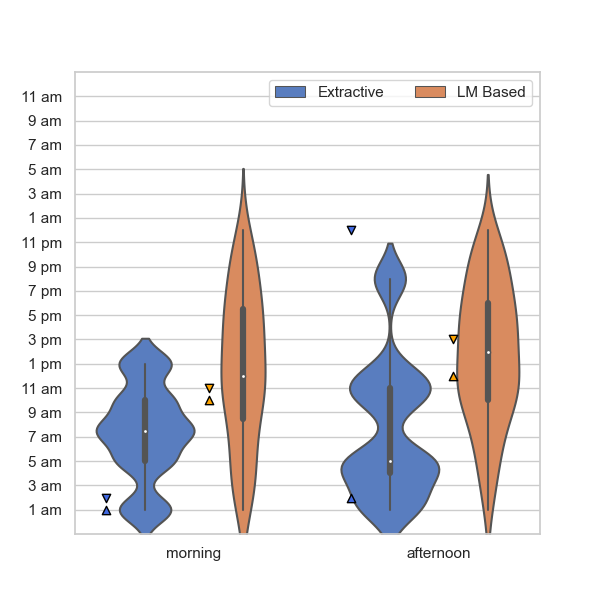 Extractive LM Based
11 am
9 am
7 am
5 am
3 am
1 am
11 pm
9 pm
7 pm
5 pm
3 pm
1 pm
11 am
9 am
7 am
5 am
3 am
1 am
morning afternoon